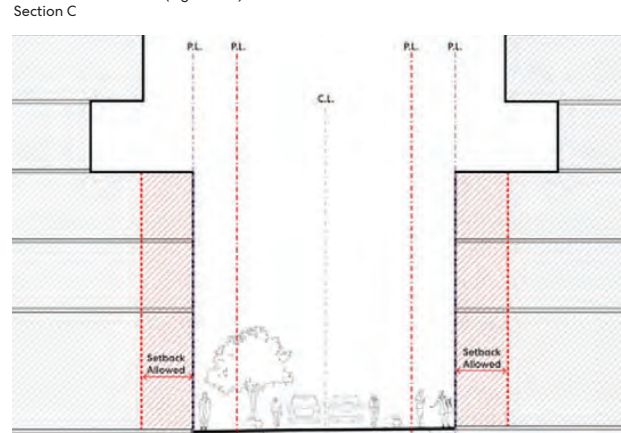 Section C
P.L. P.L. P.L. P.L.
C.L.
Setback
Allowed
Setback
Allowed